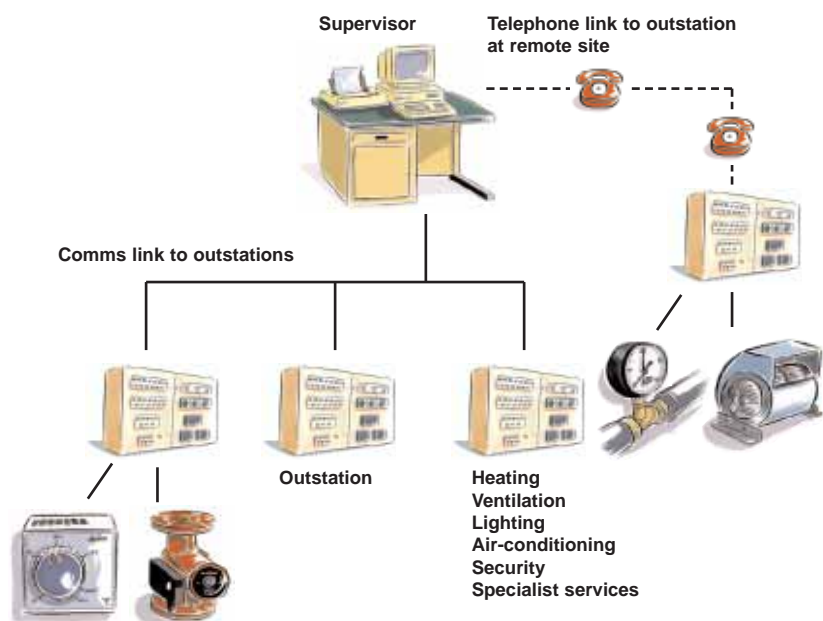 Supervisor
Telephone link to outstation
at remote site
Comms link to outstations
Outstation
Heating
Ventilation
Lighting
Air-conditioning
Security
Specialist services